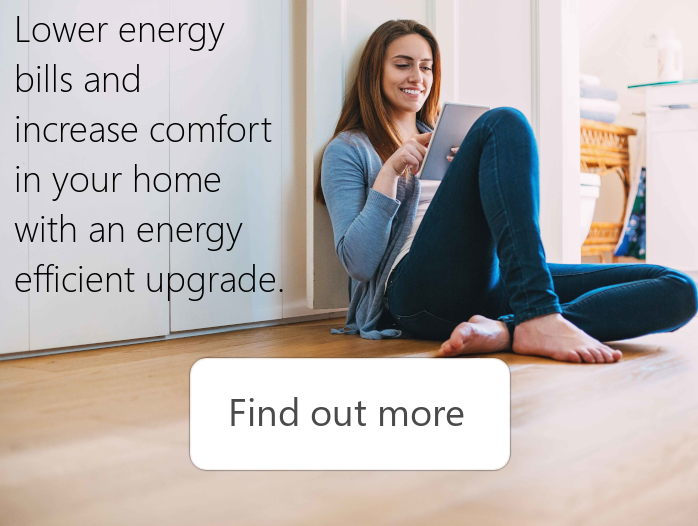 Lower energy
bills and
increase comfort
in your home
with an energy
efficient upgrade.
Find out more